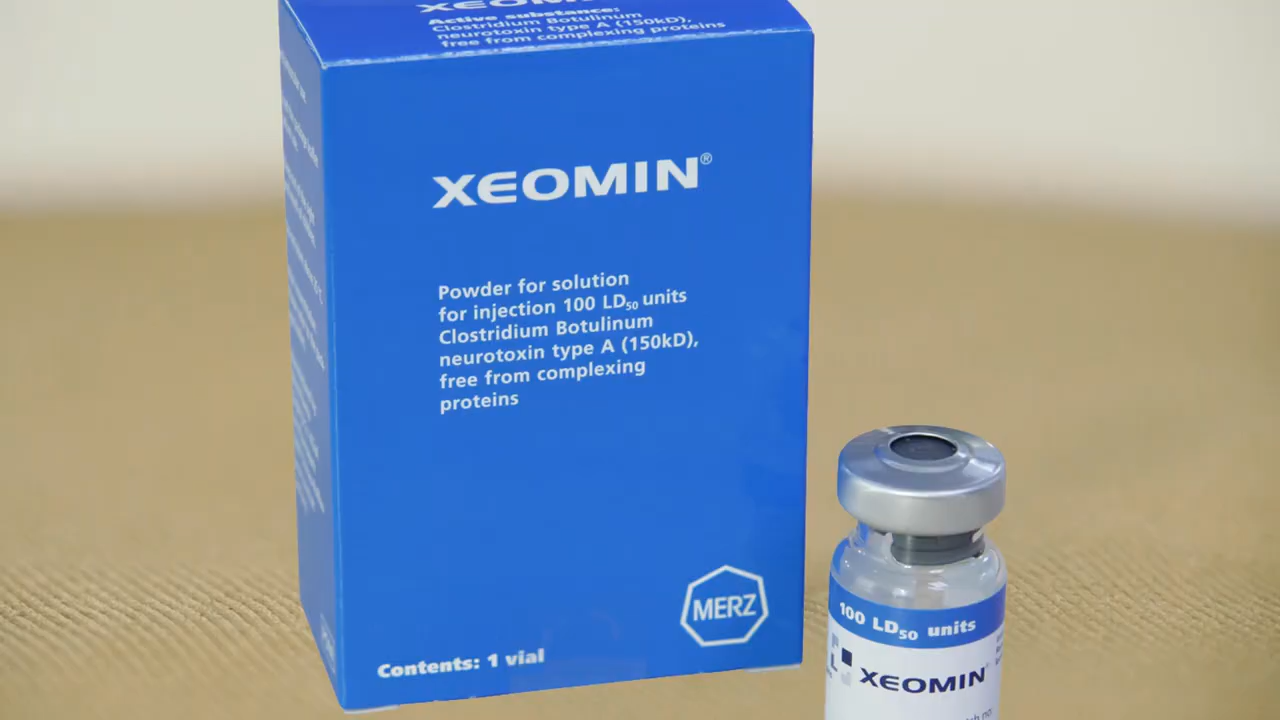 XEOMIN
Active substance:
Clostridium Botulinum
neurotoxin type A (150kD),
free from complexing proteins
XEOMIN®
Powder for solution
for injection 100 LD50 units
Clostridium Botulinum
neurotoxin type A (150kD),
free from complexing
proteins
MERZ
Contents: 1 vial
100 LD50 units
XEOMIN®